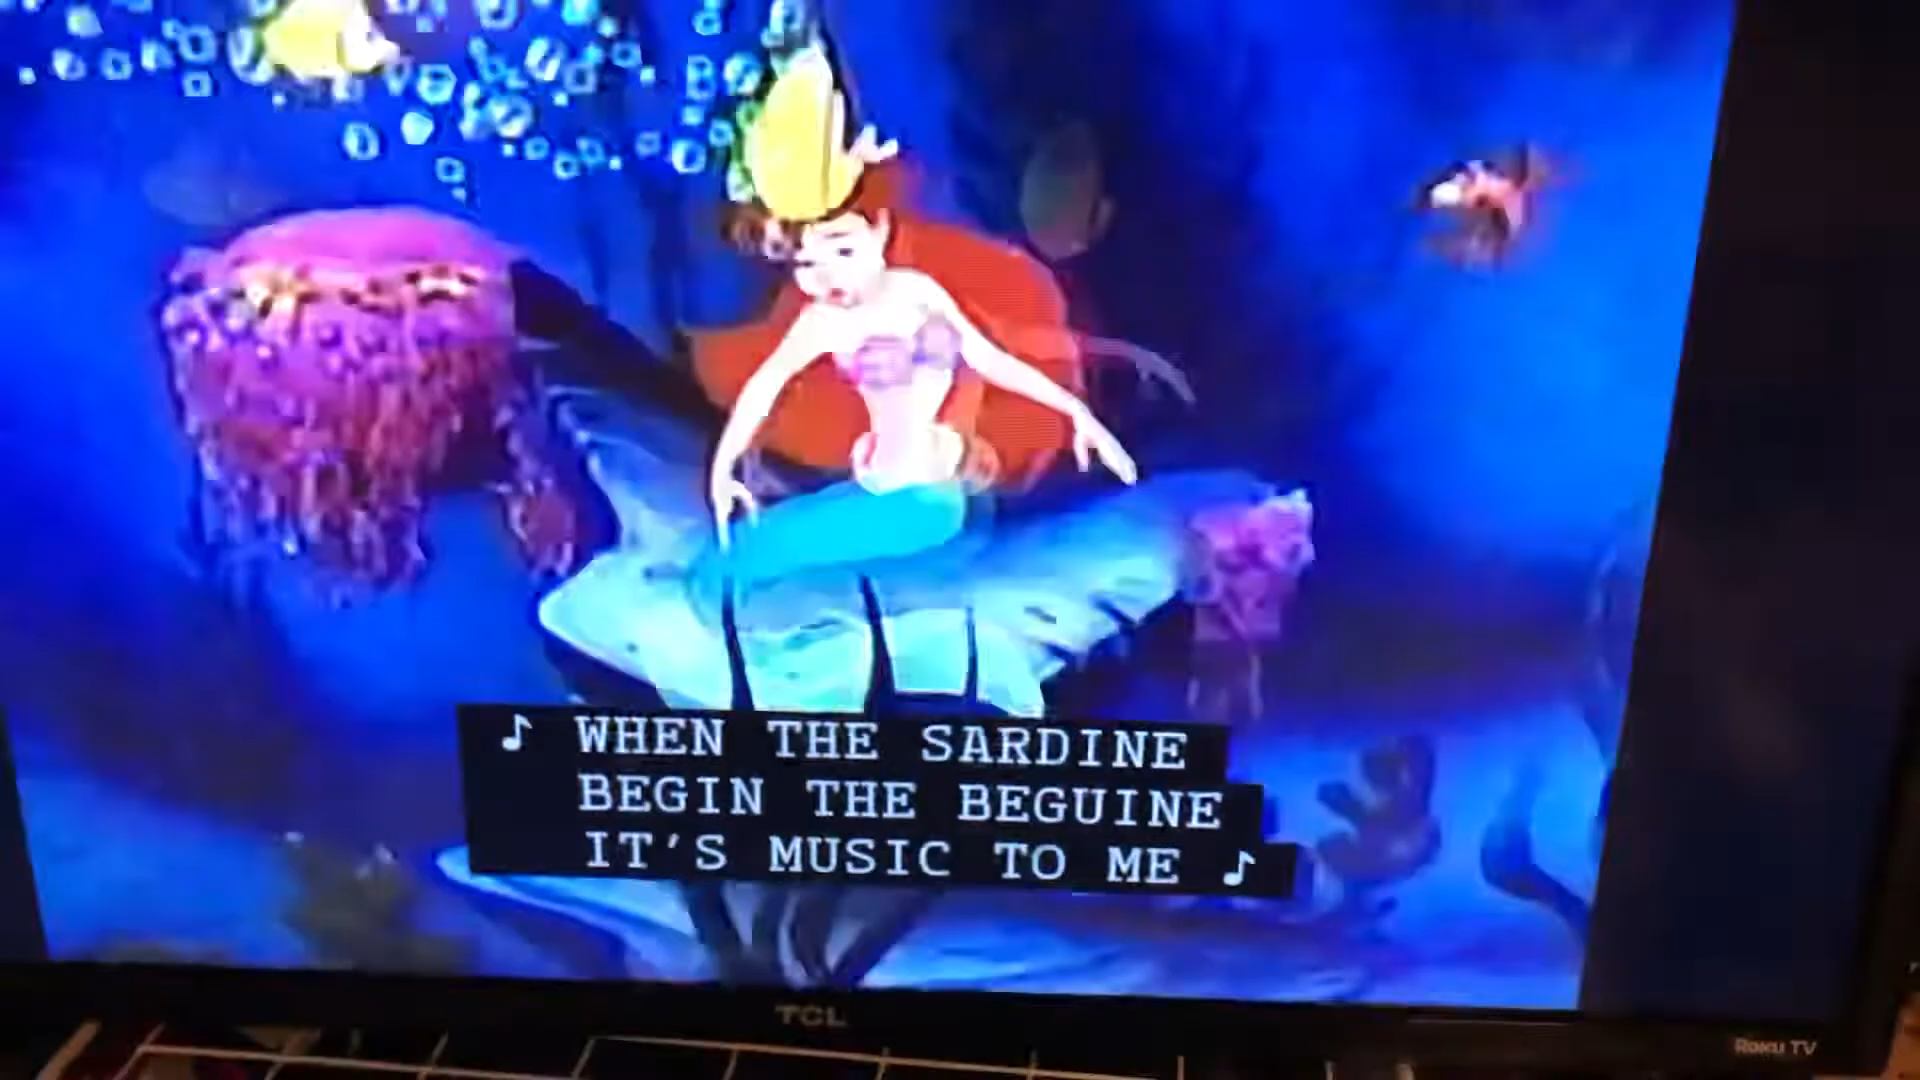 ♪ WHEN THE SARDINE
BEGIN THE BEGUINE
IT'S MUSIC TO ME ♪
TCL
Roku TV